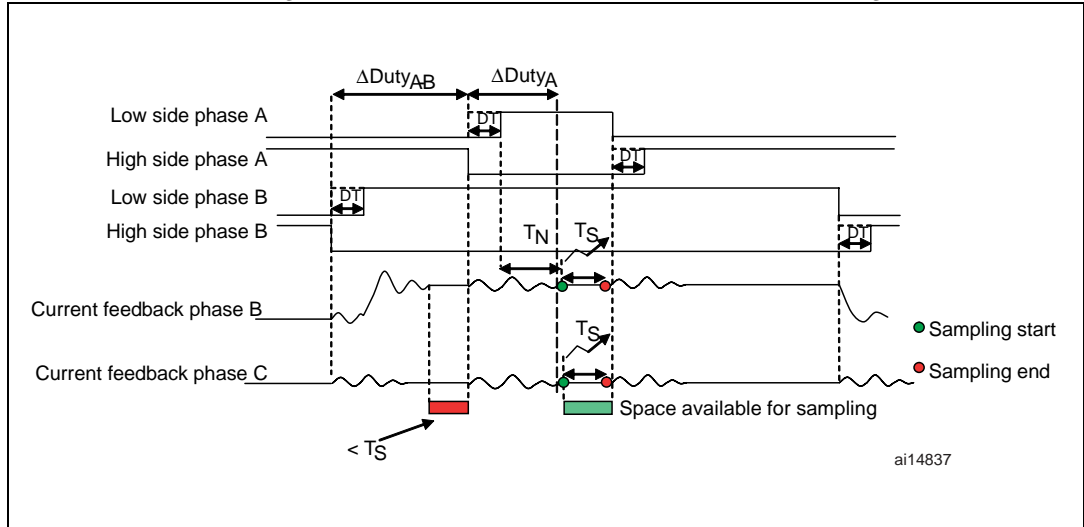 ΔDutyA-B
ΔDutyA
Low side phase A
DT
High side phase A
DT
Low side phase B
DT
High side phase B
DT
TN
TS
Current feedback phase B
Sampling start
TS
Current feedback phase C
Sampling end
Space available for sampling
< TS
ai14837